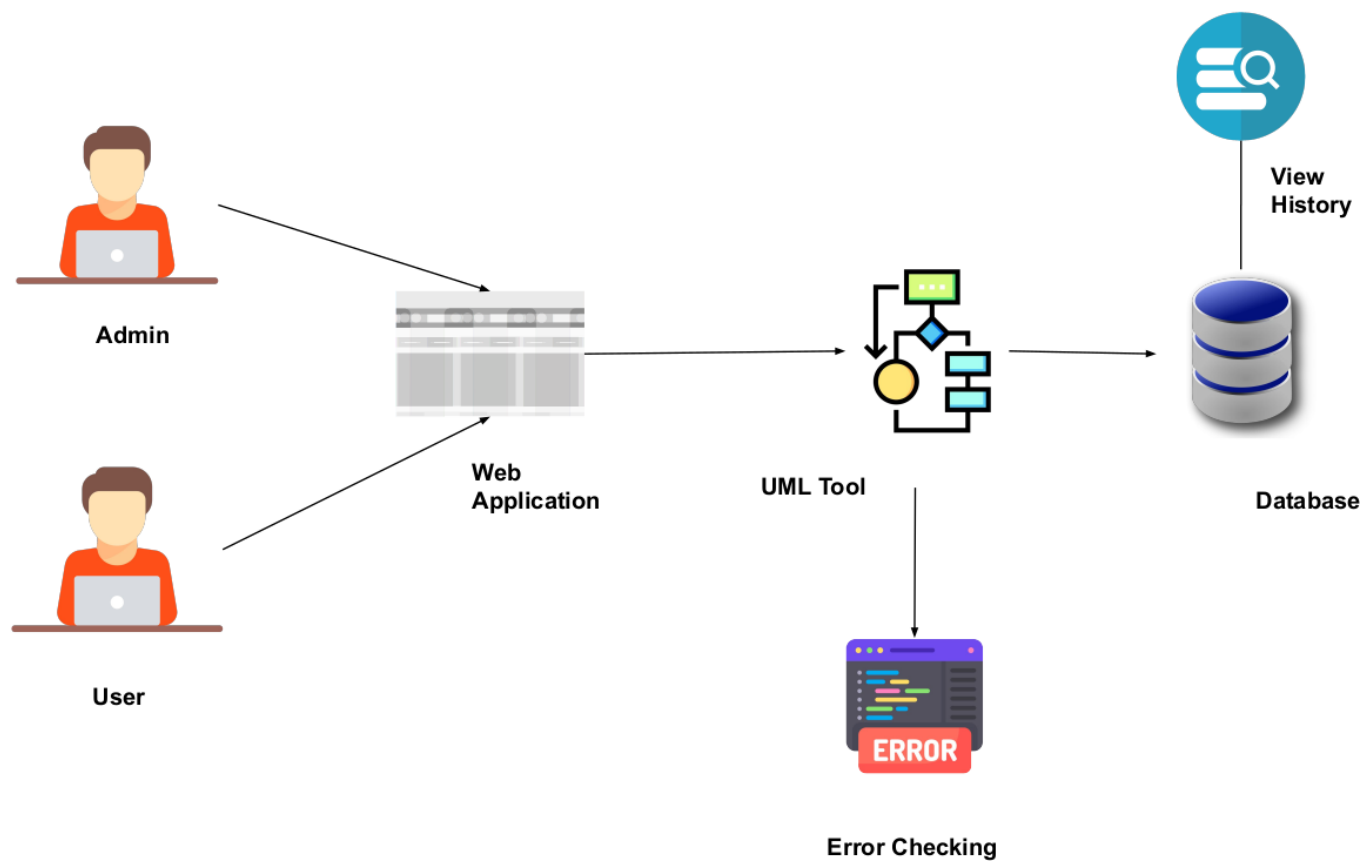 View
History
Admin
Web
Application
UML Tool
Database
User
ERROR
Error Checking